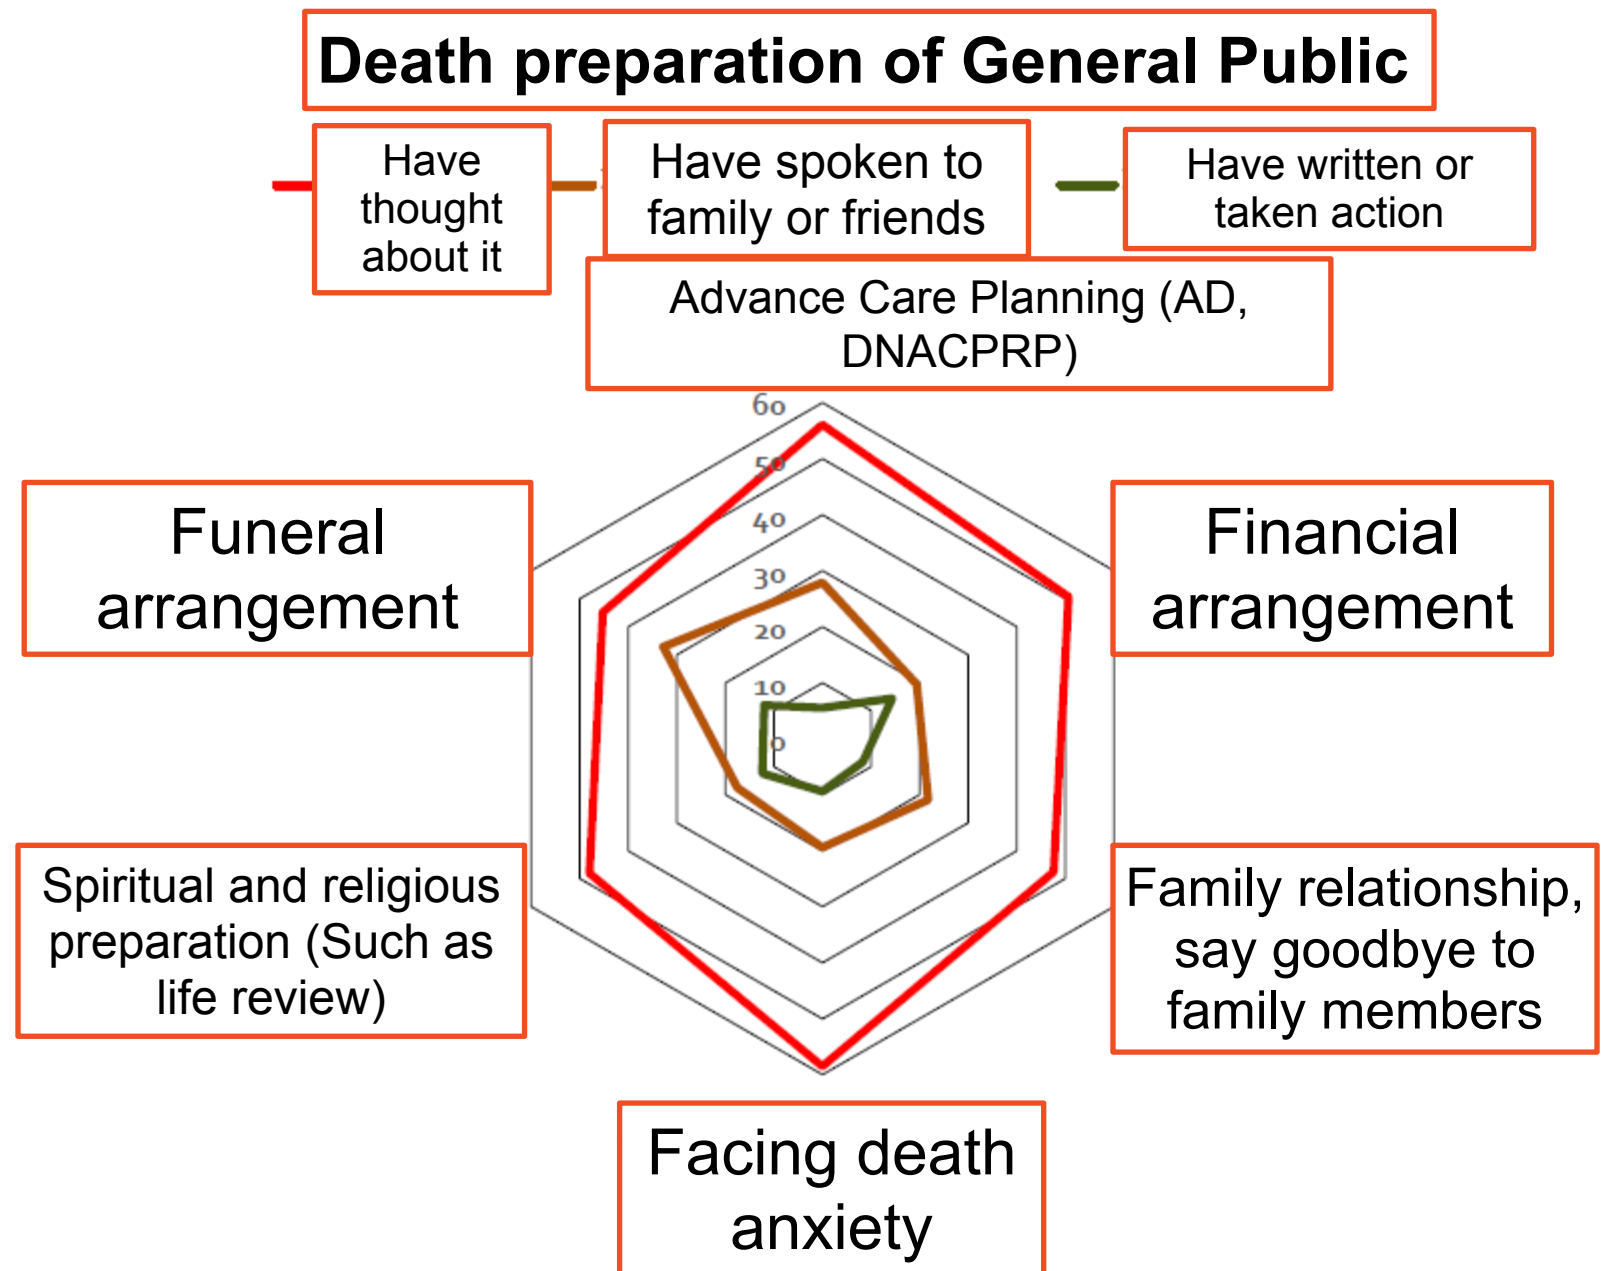 Death preparation of General Public
Have
thought
about it
Have spoken to
family or friends
Have written or
taken action
Advance Care Planning (AD,
DNACPRP)
60
50
40
30
20
10
0
Funeral
arrangement
Financial
arrangement
Spiritual and religious
preparation (Such as
life review)
Family relationship,
say goodbye to
family members
Facing death
anxiety